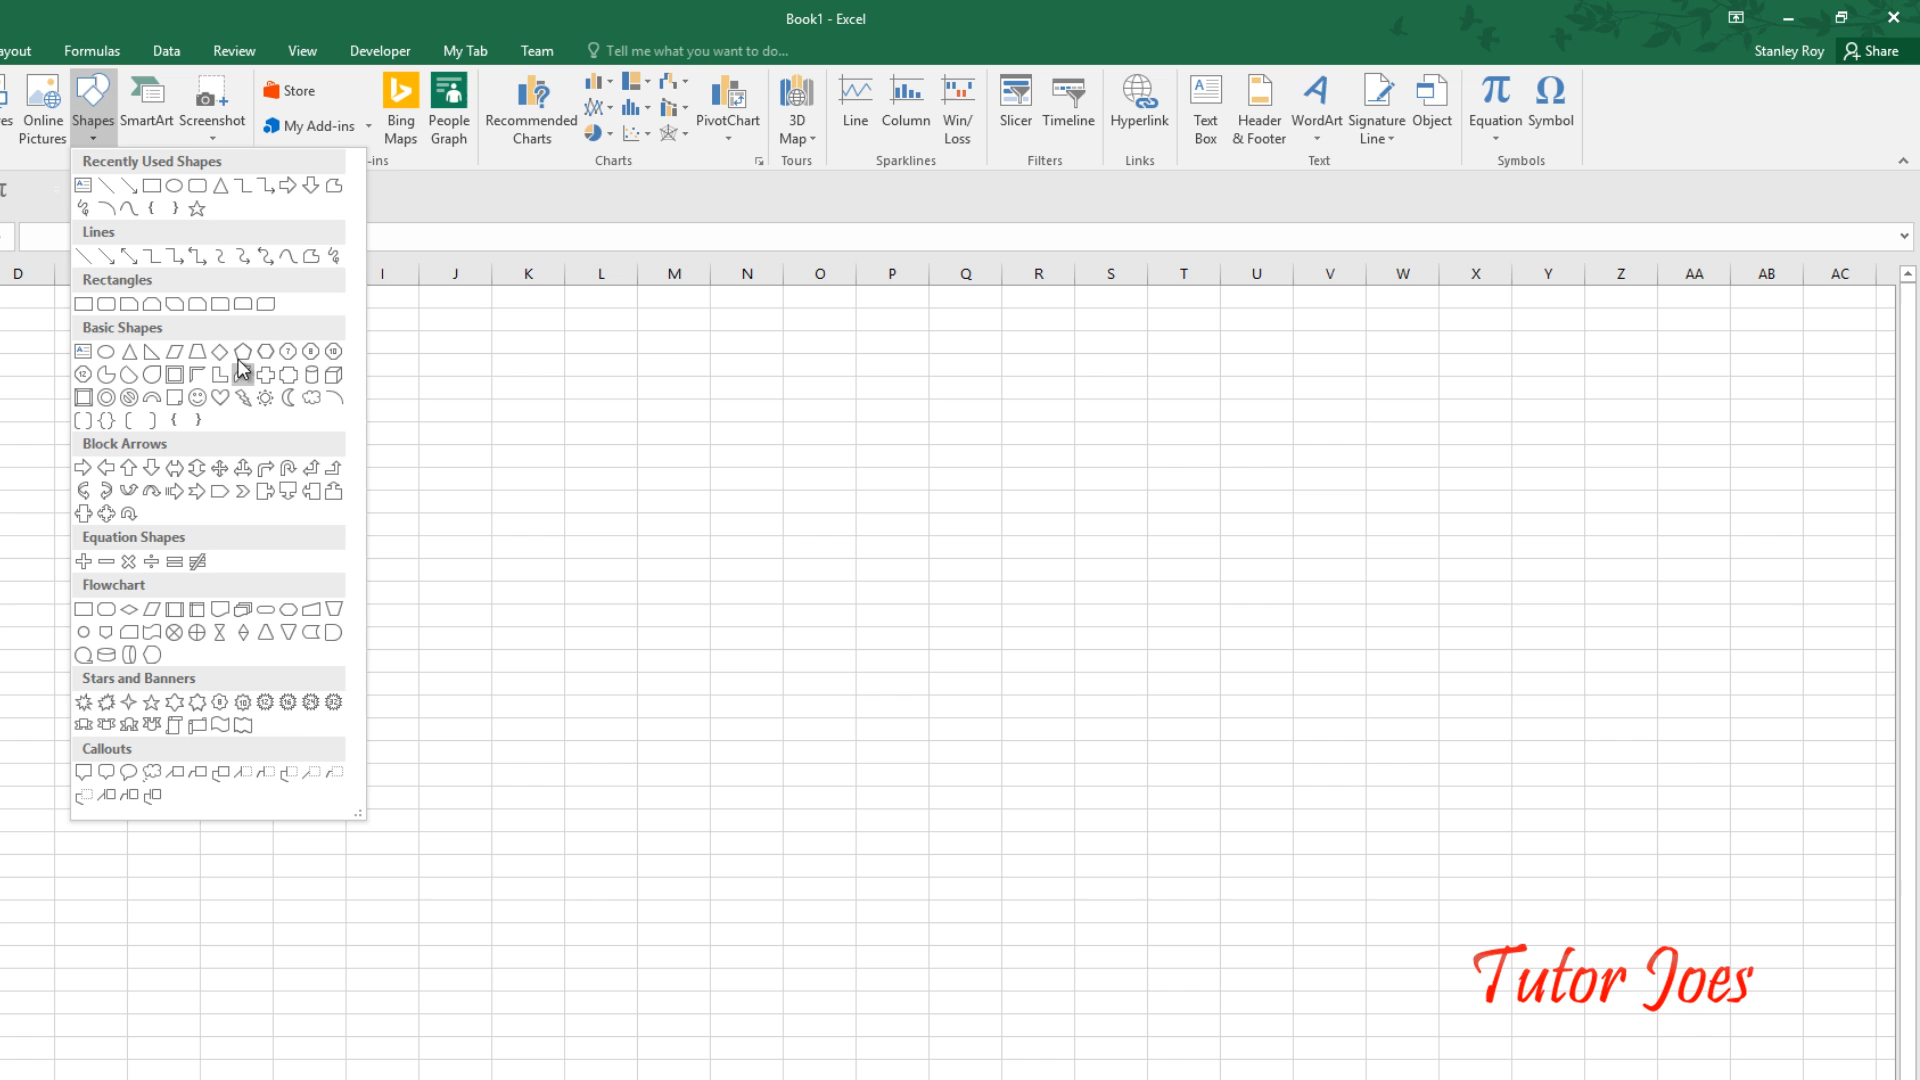 Book1 - Excel
ayout Formulas Data Review View Developer My Tab Team Tell me what you want to do... Stanley Roy Share
es Online Pictures Shapes SmartArt Screenshot
Store
My Add-ins
Bing Maps People Graph Recommended Charts PivotChart 3D Map Line Column Win/ Loss Slicer Timeline Hyperlink Text Box Header & Footer WordArt Signature Line Object Equation Symbol
-ins Charts Tours Sparklines Filters Links Text Symbols
Recently Used Shapes
Lines
D I J K L M N O P Q R S T U V W X Y Z AA AB AC
Rectangles
Basic Shapes
Block Arrows
Equation Shapes
Flowchart
Stars and Banners
Callouts
Tutor Joes